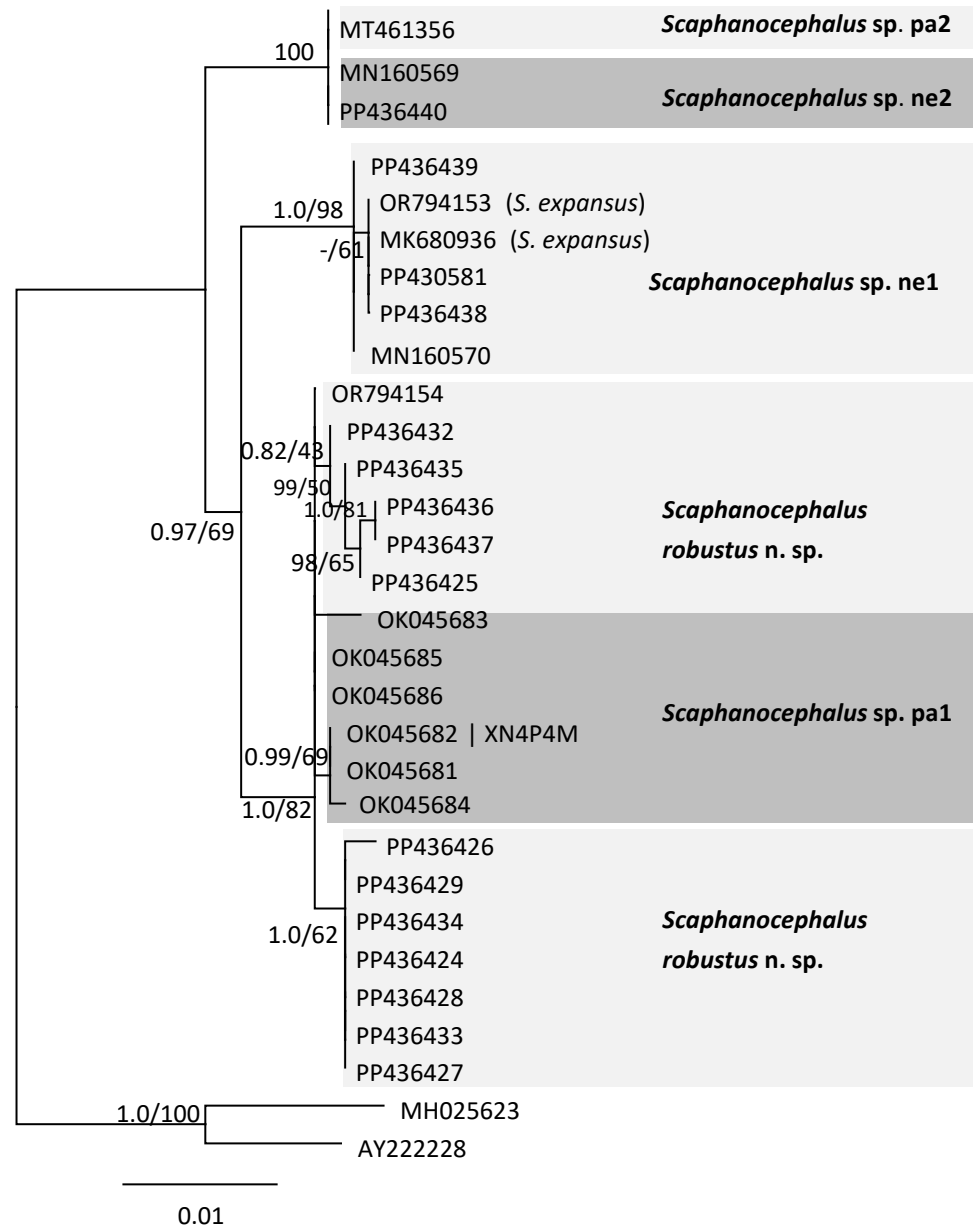 MT461356
Scaphanocephalus sp. pa2
100
MN160569
Scaphanocephalus sp. ne2
PP436440
PP436439
1.0/98
OR794153 (S. expansus)
-/61
MK680936 (S. expansus)
PP430581
Scaphanocephalus sp. ne1
PP436438
MN160570
OR794154
PP436432
0.82/43
PP436435
99/50
1.0/81
PP436436
Scaphanocephalus
robustus n. sp.
0.97/69
PP436437
98/65
PP436425
OK045683
OK045685
OK045686
Scaphanocephalus sp. pa1
OK045682 | XN4P4M
0.99/69
OK045681
1.0/82
OK045684
PP436426
PP436429
PP436434
Scaphanocephalus
robustus n. sp.
1.0/62
PP436424
PP436428
PP436433
PP436427
MH025623
1.0/100
AY222228
0.01